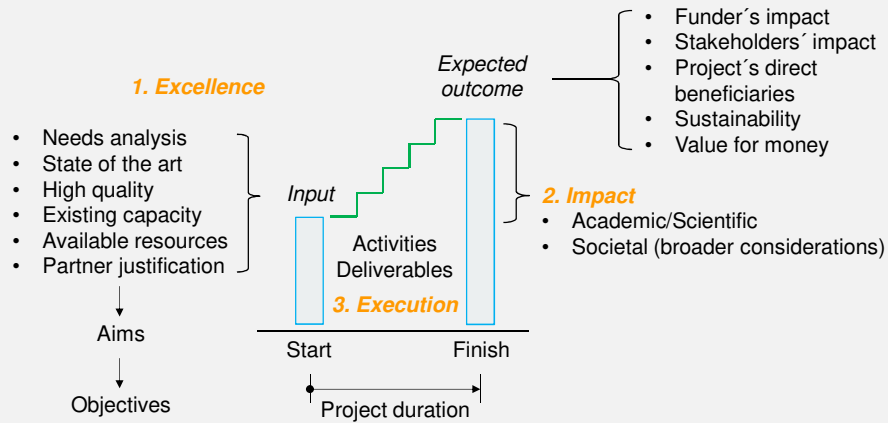 1. Excellence
• Needs analysis
• State of the art
• High quality
• Existing capacity
• Available resources
• Partner justification
Aims
Objectives
Input
Expected
outcome
Activities
Deliverables
3. Execution
Start
Finish
Project duration
• Funder´s impact
• Stakeholders´ impact
• Project´s direct
beneficiaries
• Sustainability
• Value for money
2. Impact
• Academic/Scientific
• Societal (broader considerations)